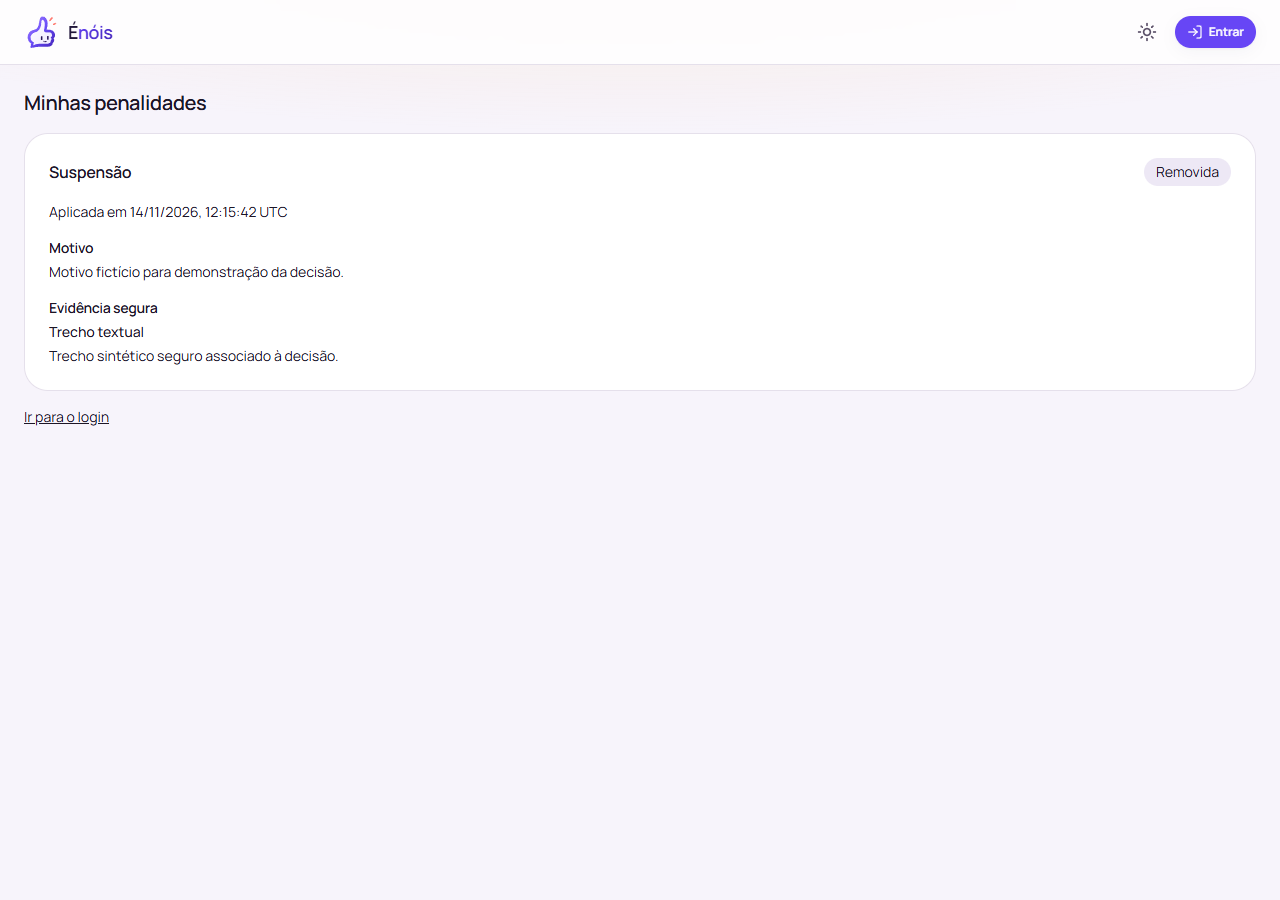 Énóis
Entrar
Minhas penalidades
Suspensão
Removida
Aplicada em 14/11/2026, 12:15:42 UTC
Motivo
Motivo fictício para demonstração da decisão.
Evidência segura
Trecho textual
Trecho sintético seguro associado à decisão.
Ir para o login